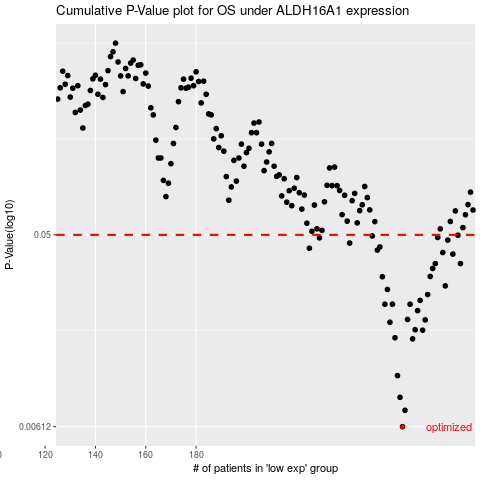 Cumulative P-Value plot for OS under ALDH16A1 expression
P-Value(log10)
0.05
0.00612
optimized
0
120
140
160
180
# of patients in 'low exp' group